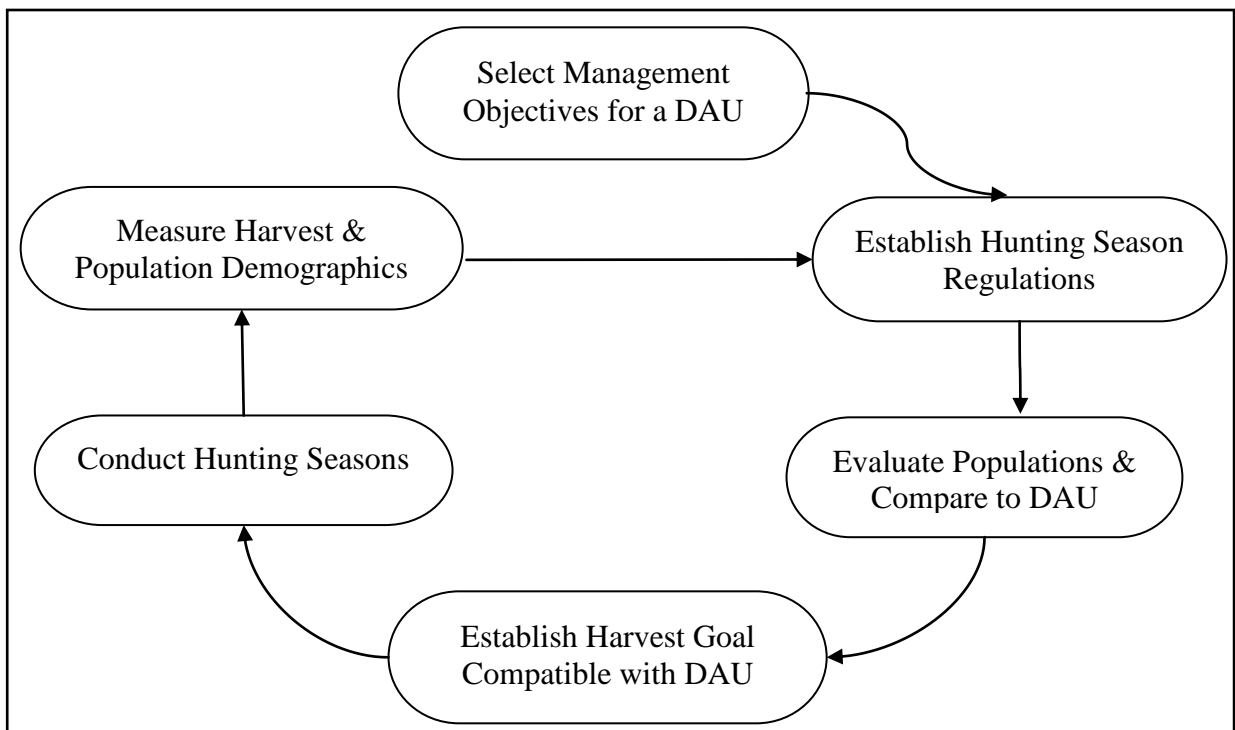 Select Management
Objectives for a DAU
Measure Harvest &
Population Demographics
Establish Hunting Season
Regulations
Conduct Hunting Seasons
Evaluate Populations &
Compare to DAU
Establish Harvest Goal
Compatible with DAU